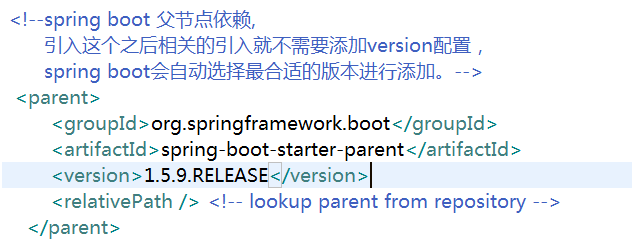 <!--spring boot 父节点依赖,
引入这个之后相关的引入就不需要添加version配置，
spring boot会自动选择最合适的版本进行添加。-->
<parent>
<groupId>org.springframework.boot</groupId>
<artifactId>spring-boot-starter-parent</artifactId>
<version>1.5.9.RELEASE</version>
<relativePath /> <!-- lookup parent from repository -->
</parent>